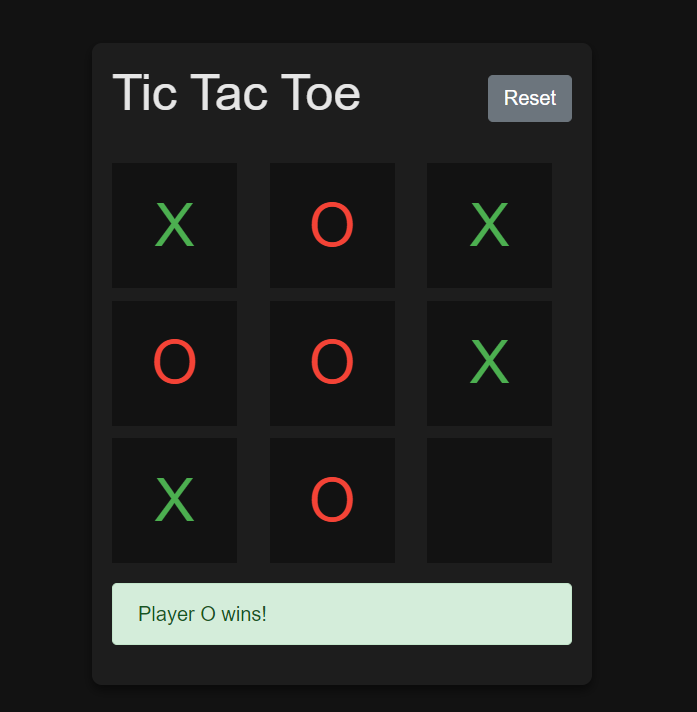 Tic Tac Toe
Reset
X O X
O O X
X O
Player O wins!